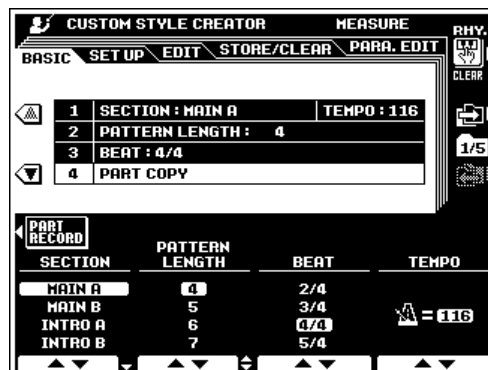 CUSTOM STYLE CREATOR MEASURE
RHY.
BASIC SET UP EDIT STORE/CLEAR PARA. EDIT
CLEAR
1 SECTION : MAIN A TEMPO : 116
2 PATTERN LENGTH : 4
3 BEAT : 4/4
1/5
4 PART COPY
PART
RECORD
SECTION PATTERN LENGTH BEAT TEMPO
MAIN A 4 2/4
MAIN B 5 3/4
INTRO A 6 4/4 = 116
INTRO B 7 5/4